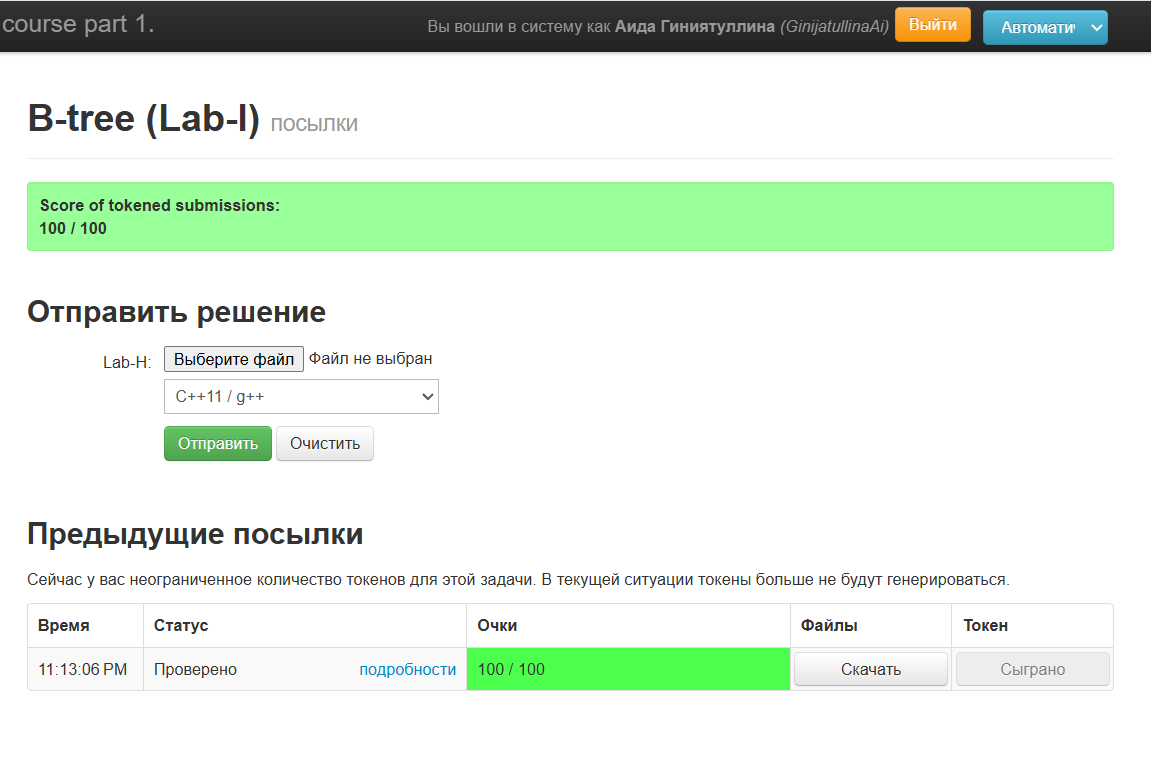 course part 1.
Вы вошли в систему как Аида Гиниятуллина (GinijatullinaAi) Выйти
B-tree (Lab-I) посылки
Score of tokened submissions:
100 / 100
Отправить решение
Lab-H: Выберите файл Файл не выбран
C++11 / g++
Отправить Очистить
Предыдущие посылки
Сейчас у вас неограниченное количество токенов для этой задачи. В текущей ситуации токены больше не будут генерироваться.
Время Статус Очки Файлы Токен
11:13:06 PM Проверено подробности 100 / 100 Скачать Сыграно